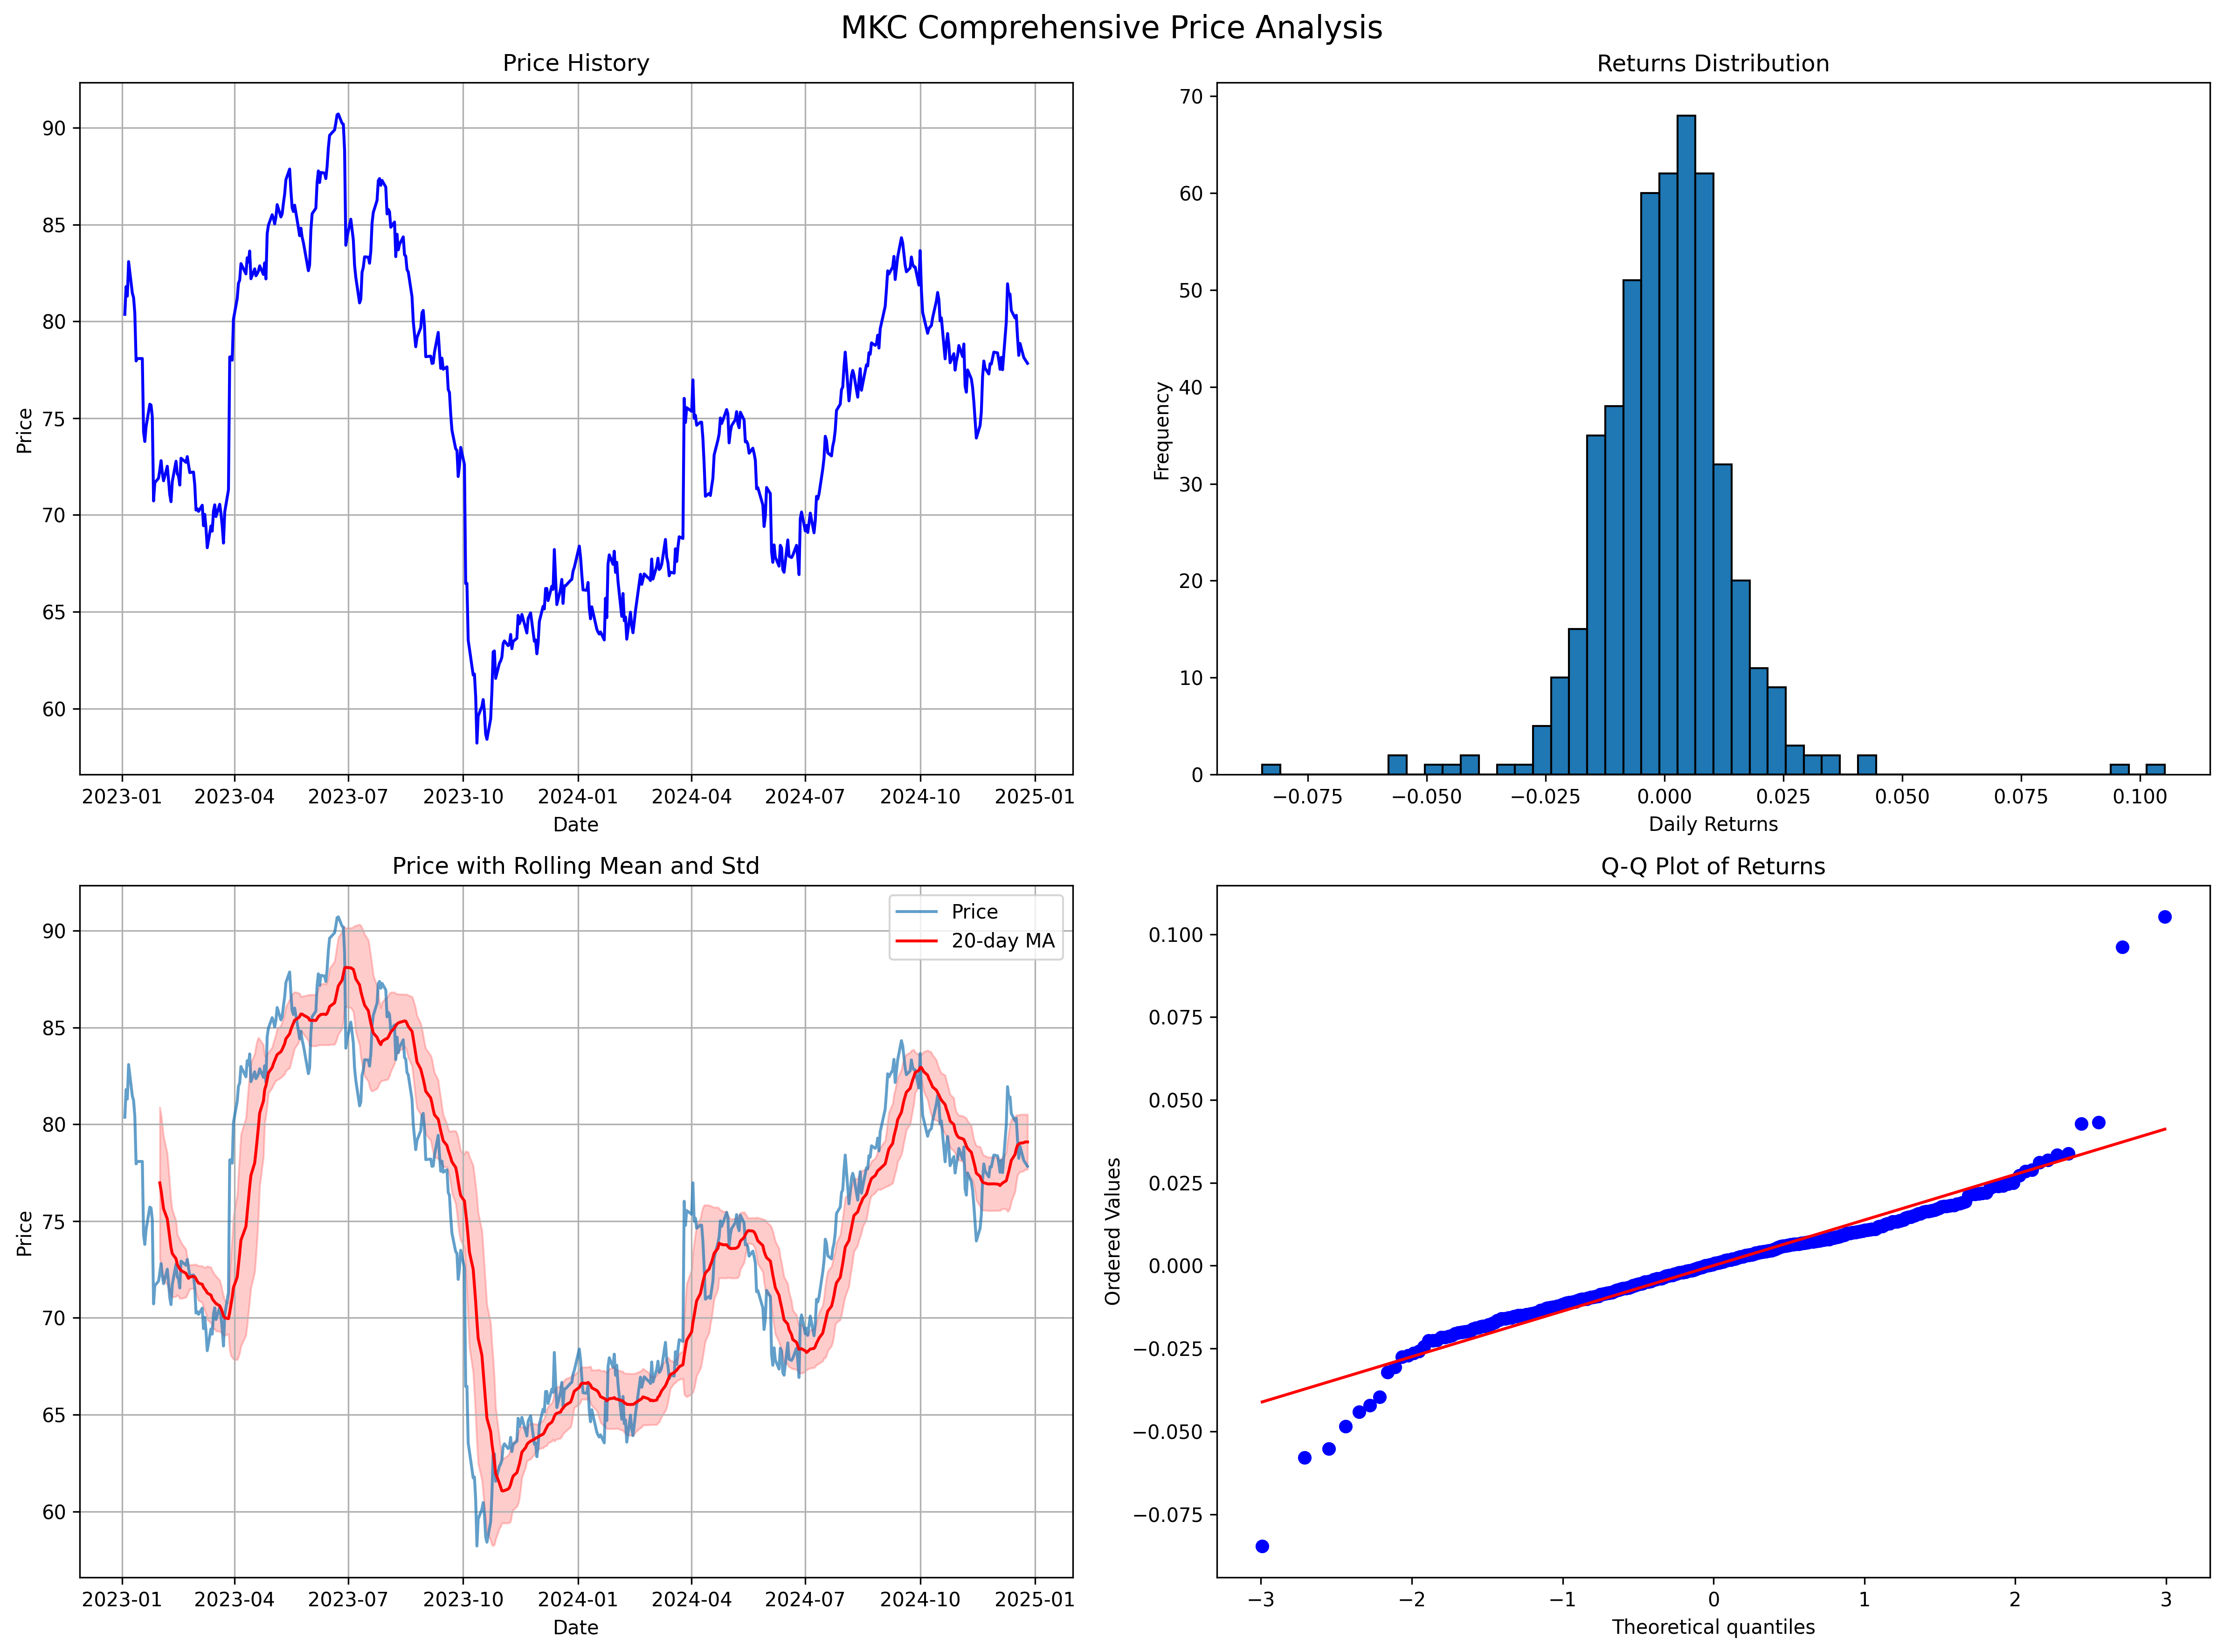 MKC Comprehensive Price Analysis
Price History
Price
90
85
80
75
70
65
60
2023-01 2023-04 2023-07 2023-10 2024-01 2024-04 2024-07 2024-10 2025-01
Date
Returns Distribution
Frequency
70
60
50
40
30
20
10
0
−0.075 −0.050 −0.025 0.000 0.025 0.050 0.075 0.100
Daily Returns
Price with Rolling Mean and Std
Price
20-day MA
Price
90
85
80
75
70
65
60
2023-01 2023-04 2023-07 2023-10 2024-01 2024-04 2024-07 2024-10 2025-01
Date
Q-Q Plot of Returns
Ordered Values
0.100
0.075
0.050
0.025
0.000
−0.025
−0.050
−0.075
−3 −2 −1 0 1 2 3
Theoretical quantiles